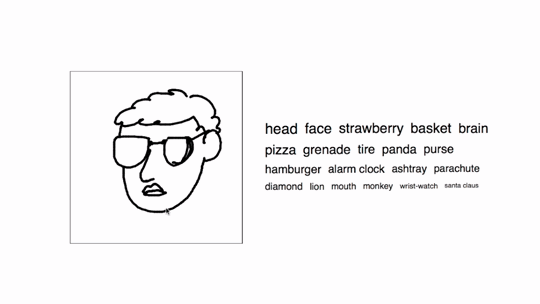 head face strawberry basket brain
pizza grenade tire panda purse
hamburger alarm clock ashtray parachute
diamond lion mouth monkey wrist-watch santa claus